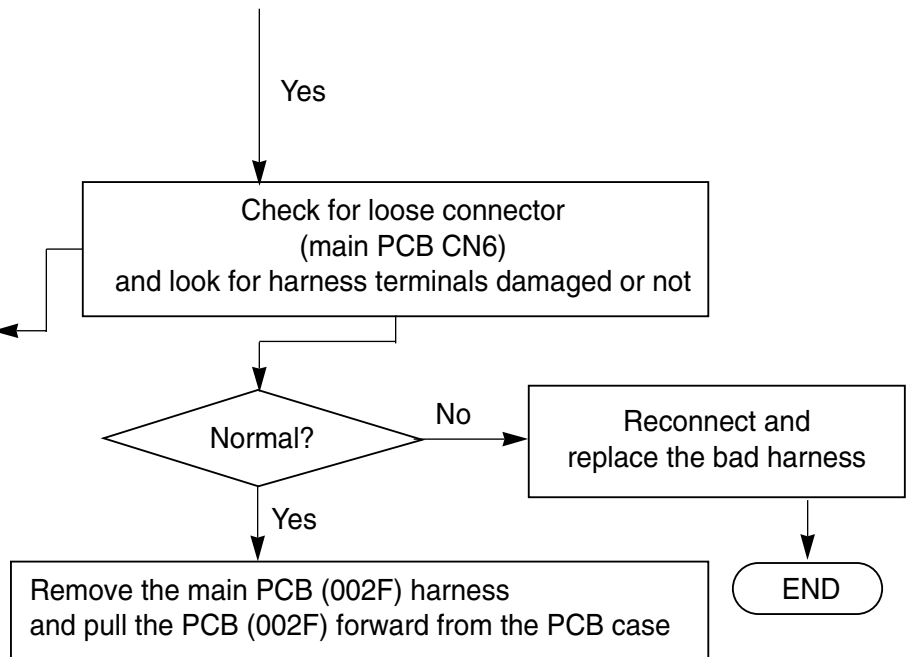 Yes
Check for loose connector
(main PCB CN6)
and look for harness terminals damaged or not
Normal?
No
Reconnect and
replace the bad harness
Yes
END
Remove the main PCB (002F) harness
and pull the PCB (002F) forward from the PCB case